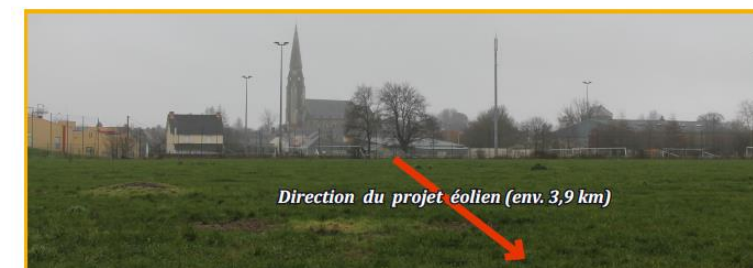 Direction du projet éolien (env. 3,9 km)